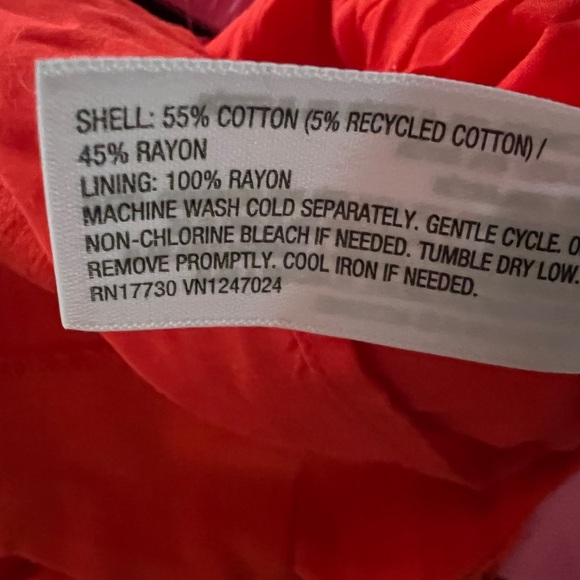 SHELL: 55% COTTON (5% RECYCLED COTTON) /
45% RAYON
LINING: 100% RAYON
MACHINE WASH COLD SEPARATELY. GENTLE CYCLE.
NON-CHLORINE BLEACH IF NEEDED. TUMBLE DRY LOW.
REMOVE PROMPTLY. COOL IRON IF NEEDED.
RN17730 VN1247024